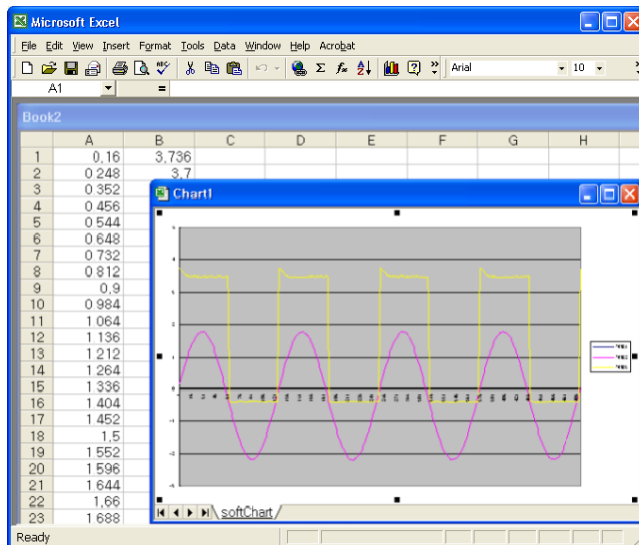 Microsoft Excel
File Edit View Insert Format Tools Data Window Help Acrobat
Arial 10
A1 =
Book2
A B C D E F G H
1 0,16 3,736
2 0 248 3,7
3 0 352
4 0 456
5 0 544
6 0 648
7 0 732
8 0 812
9 0,9
10 0 984
11 1 064
12 1 136
13 1 212
14 1 264
15 1 336
16 1 404
17 1 452
18 1,5
19 1 552
20 1 596
21 1 644
22 1,66
23 1 688
Chart1
softChart
Ready